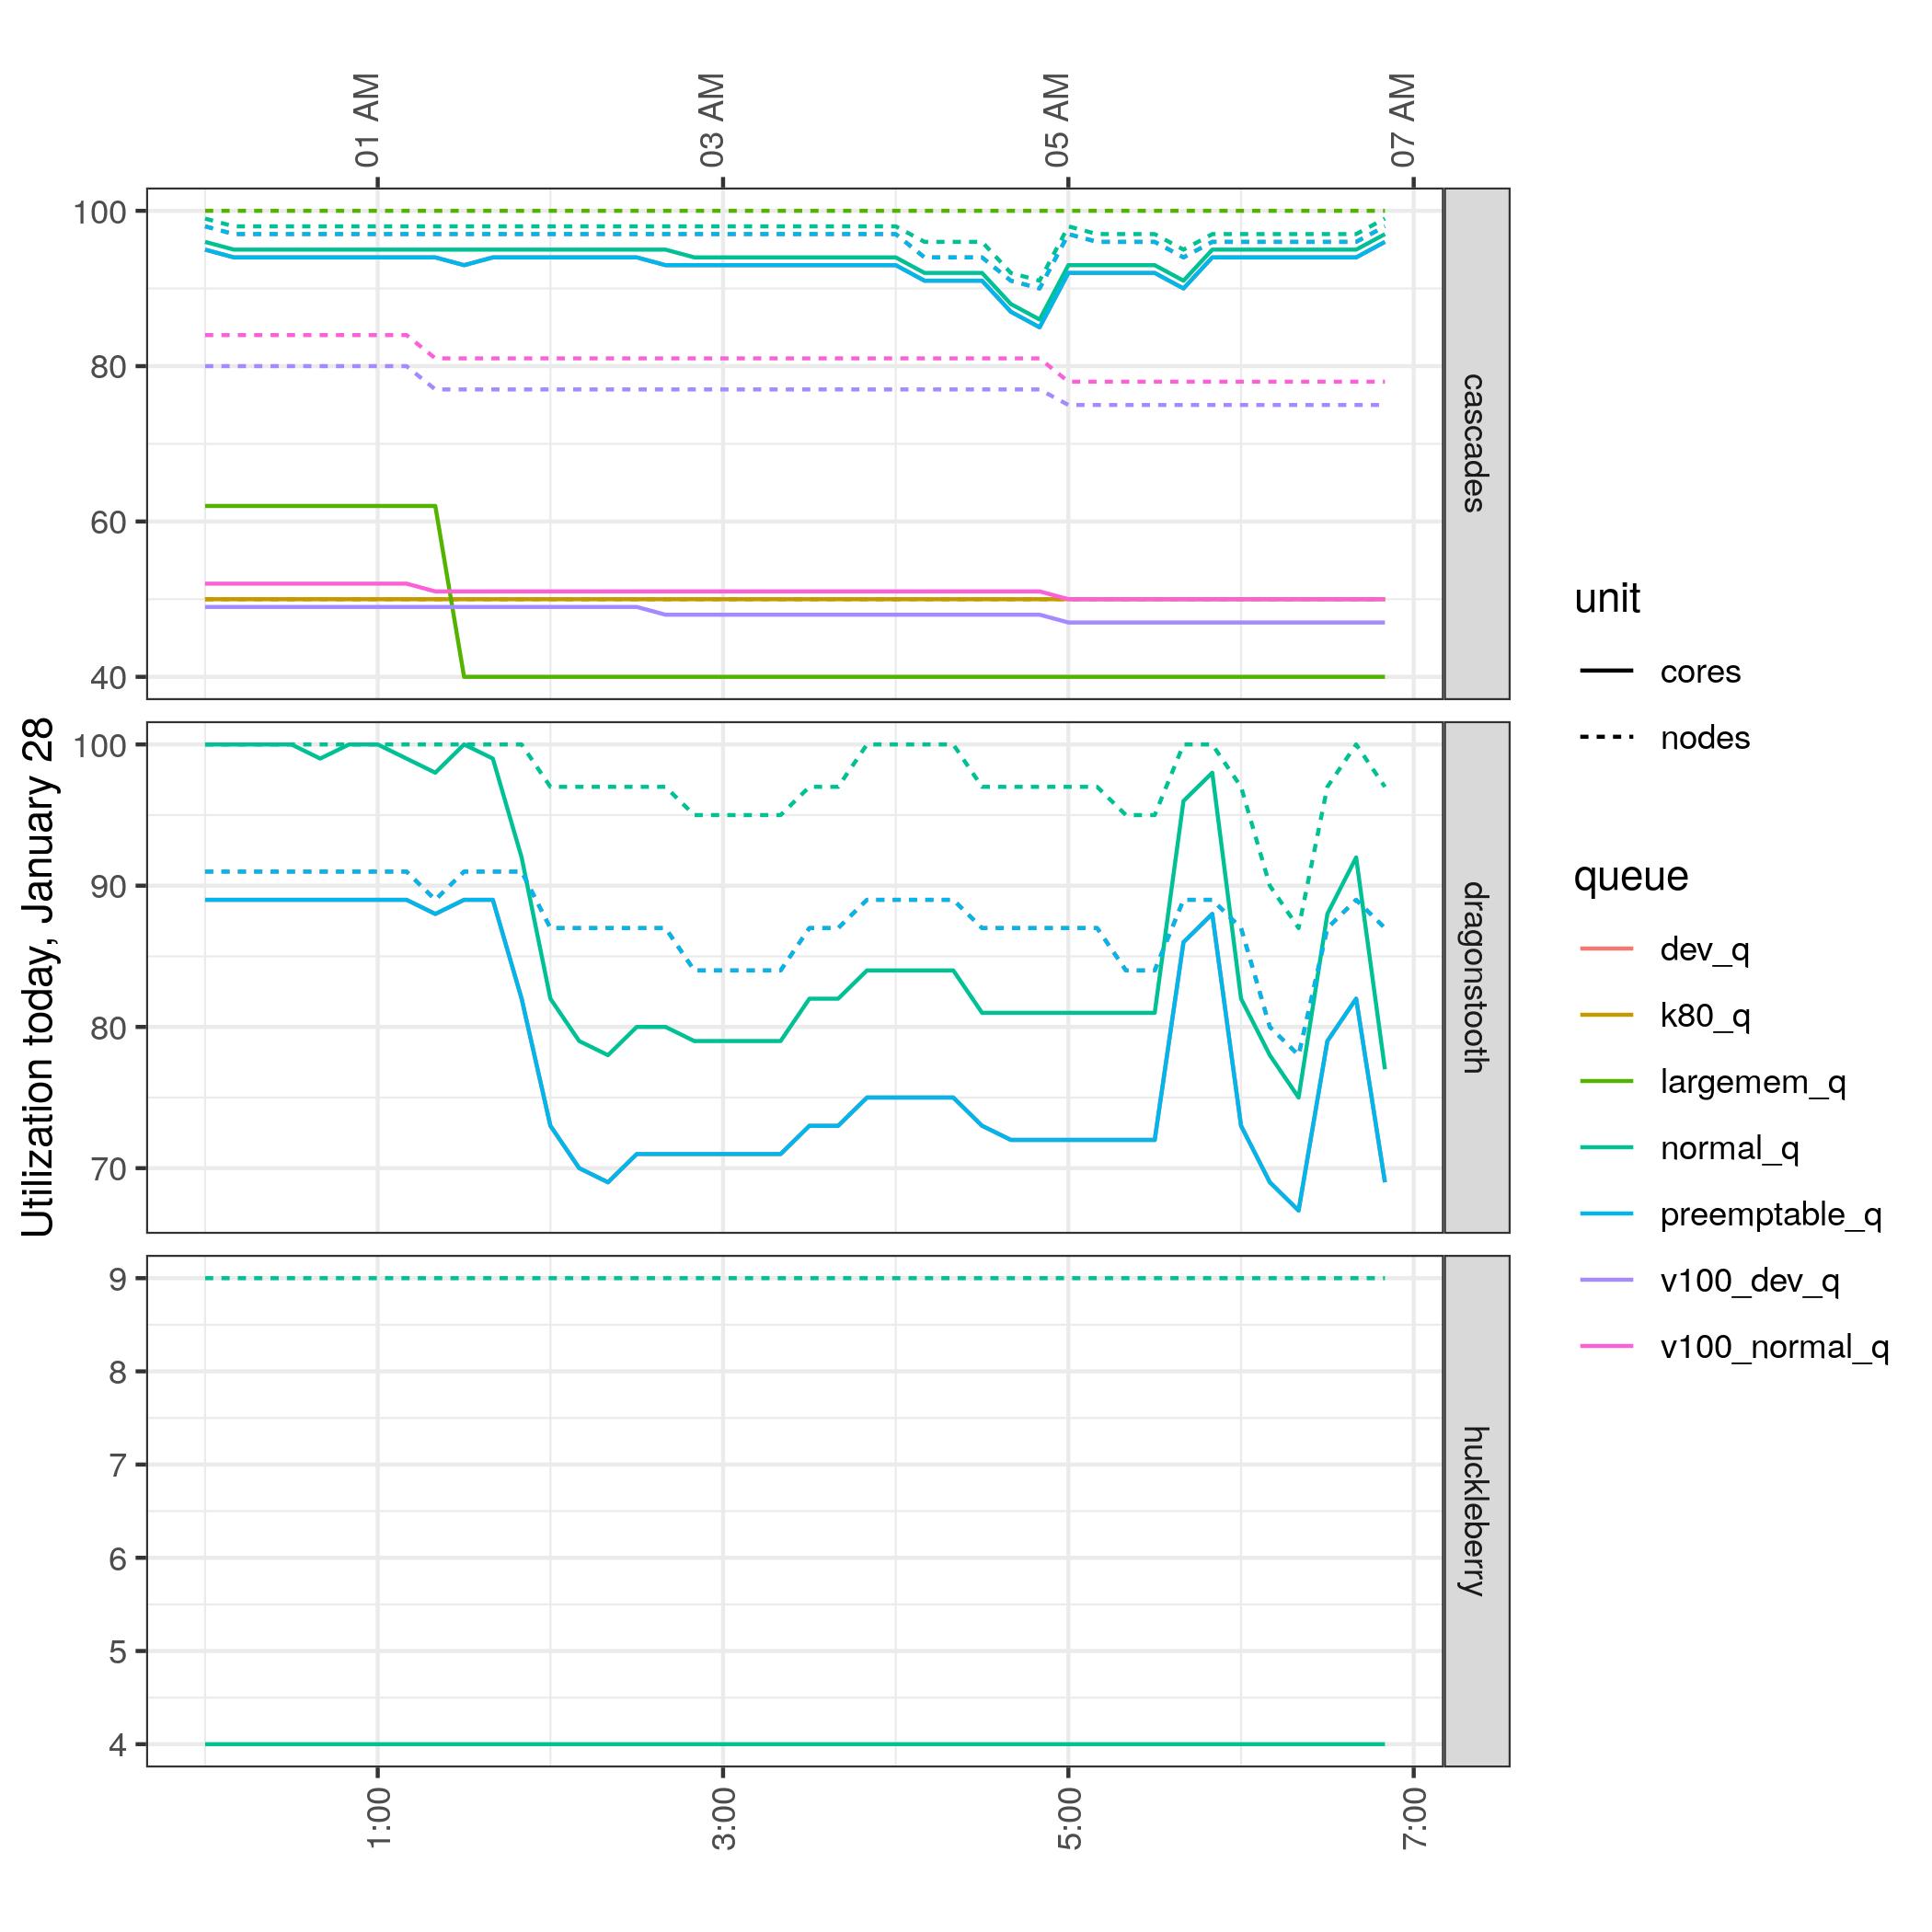 01 AM
03 AM
05 AM
07 AM
Utilization today, January 28
100
80
60
40
cascades
100
90
80
70
dragonstooth
9
8
7
6
5
4
huckleberry
1:00
3:00
5:00
7:00
unit
cores
nodes
queue
dev_q
k80_q
largemem_q
normal_q
preemptable_q
v100_dev_q
v100_normal_q